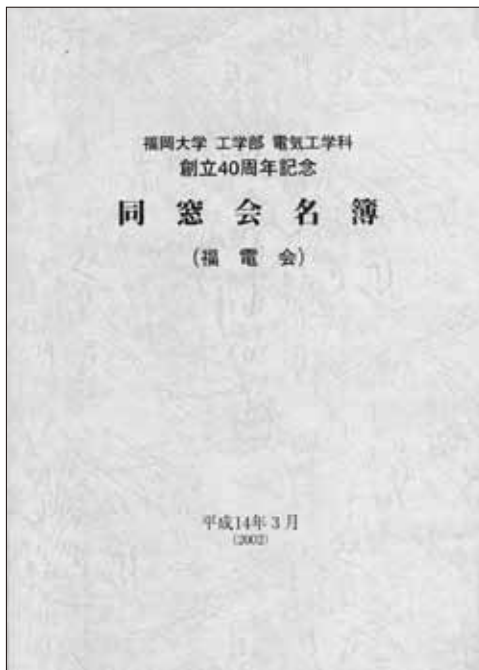 福岡大学 工学部 電気工学科
創立40周年記念
同窓会名簿
(福電会)
平成14年3月
(2002)